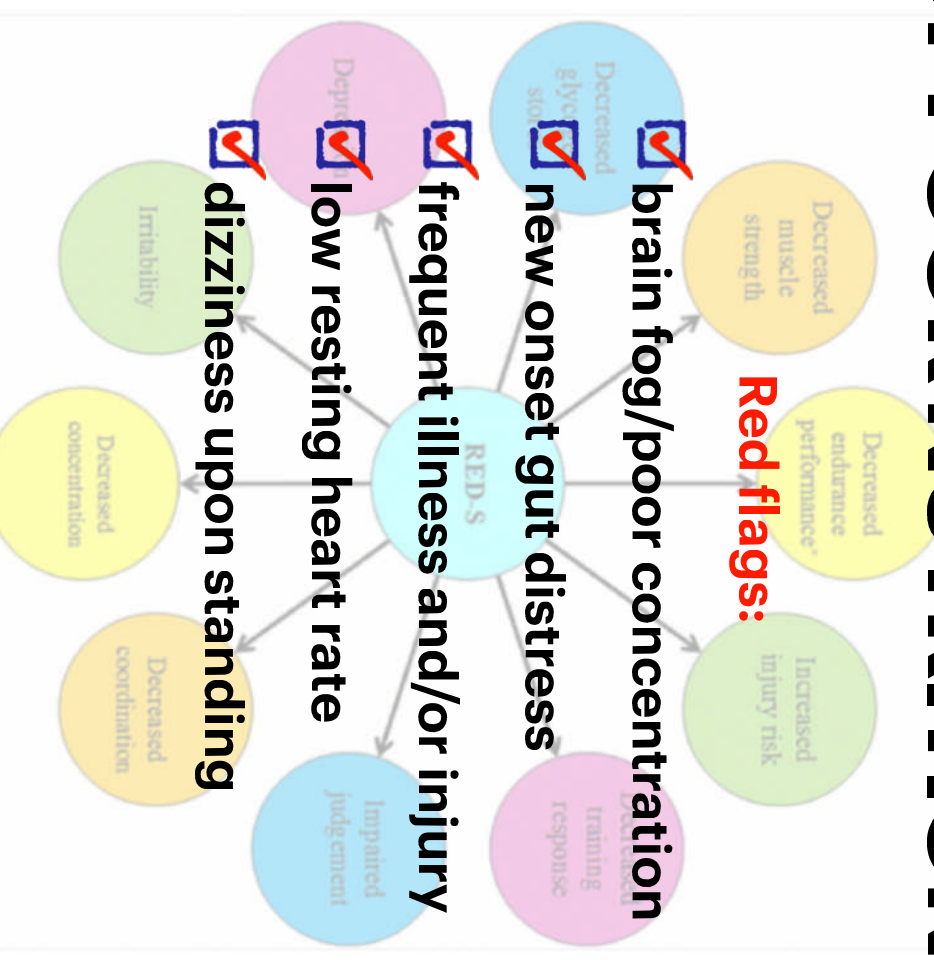 Red flags:
brain fog/poor concentration
new onset gut distress
frequent illness and/or injury
low resting heart rate
dizziness upon standing
RED-S
Decreased
endurance
performance*
Increased
injury risk
Decreased
training
response
Impaired
judgement
Decreased
coordination
Decreased
concentration
Irritability
Decreased
Decreased
muscle
strength